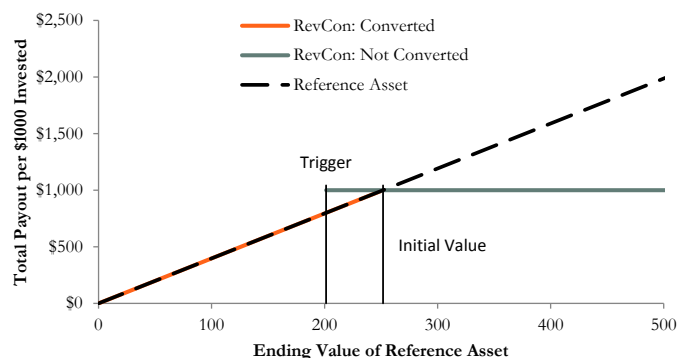 $2,500
$2,000
$1,500
$1,000
$500
$0
Total Payout per $1000 Invested
RevCon: Converted
RevCon: Not Converted
Reference Asset
Trigger
Initial Value
0
100
200
300
400
500
Ending Value of Reference Asset